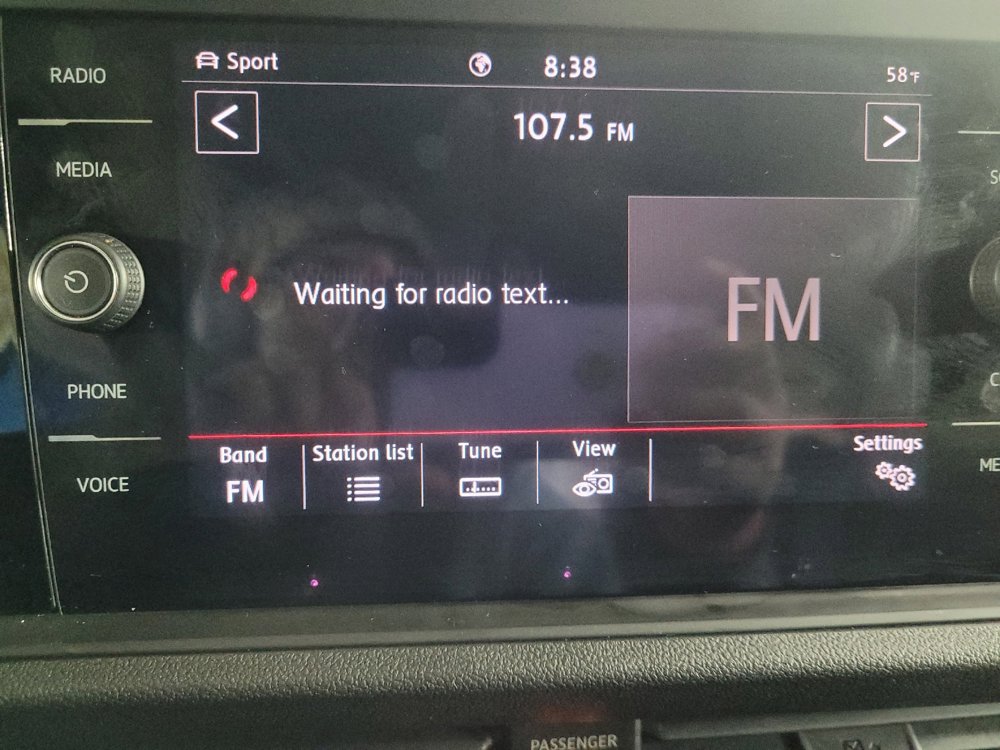 RADIO
MEDIA
PHONE
VOICE
Sport 8:38 58°F
< 107.5 FM >
Waiting for radio text...
FM
Band Station list Tune View Settings
FM
PASSENGER